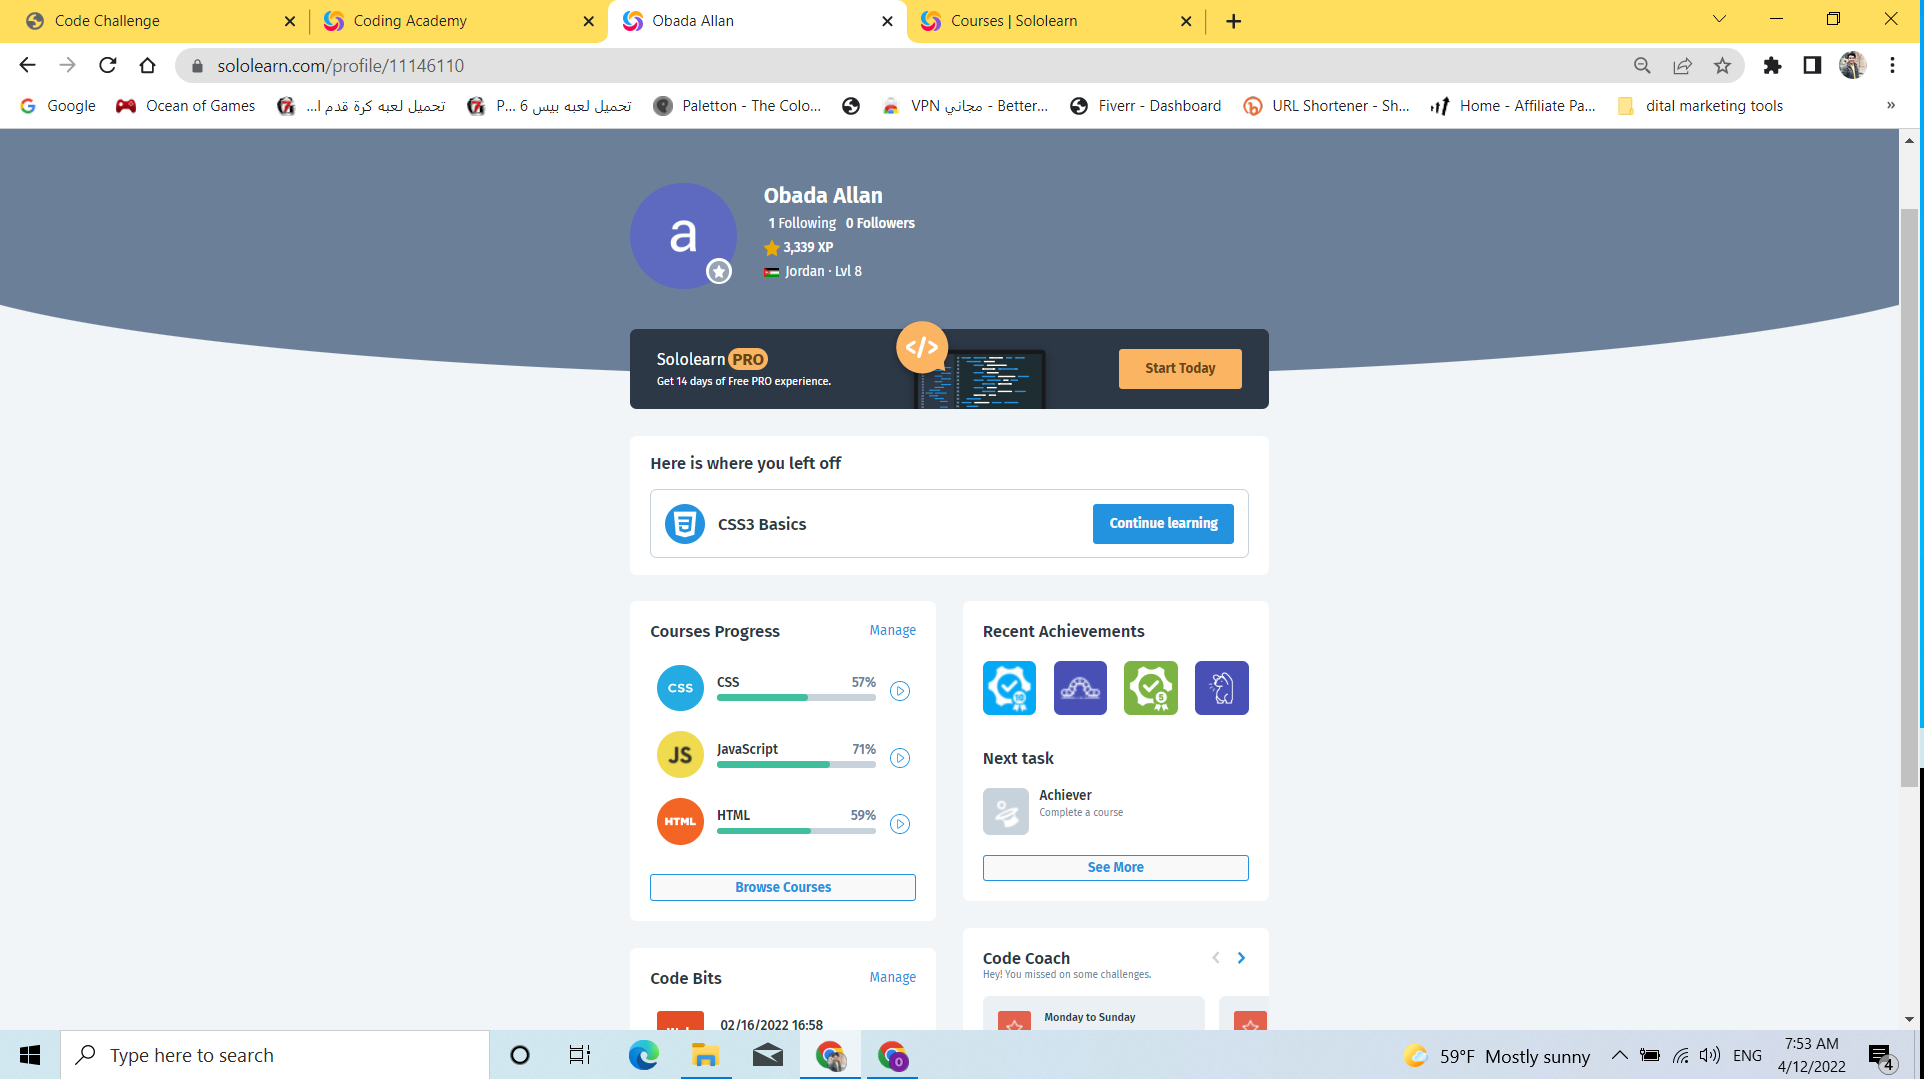 Code Challenge
Coding Academy
Obada Allan
Courses | Sololearn
sololearn.com/profile/11146110
Google
Ocean of Games
تحميل لعبه كرة قدم ا...
تحميل لعبه بيس 6 ...P
Paletton - The Colo...
VPN مجاني - Better...
Fiverr - Dashboard
URL Shortener - Sh...
Home - Affiliate Pa...
dital marketing tools
»
a
Obada Allan
1 Following 0 Followers
3,339 XP
Jordan · Lvl 8
Sololearn PRO
Get 14 days of Free PRO experience.
</>
Start Today
Here is where you left off
CSS3 Basics
Continue learning
Courses Progress
Manage
CSS
CSS
57%
JS
JavaScript
71%
HTML
HTML
59%
Browse Courses
Recent Achievements
10
5
Next task
Achiever
Complete a course
See More
Code Bits
Manage
02/16/2022 16:58
Code Coach
Hey! You missed on some challenges.
Monday to Sunday
Type here to search
O
59°F Mostly sunny
ENG
7:53 AM
4/12/2022
4